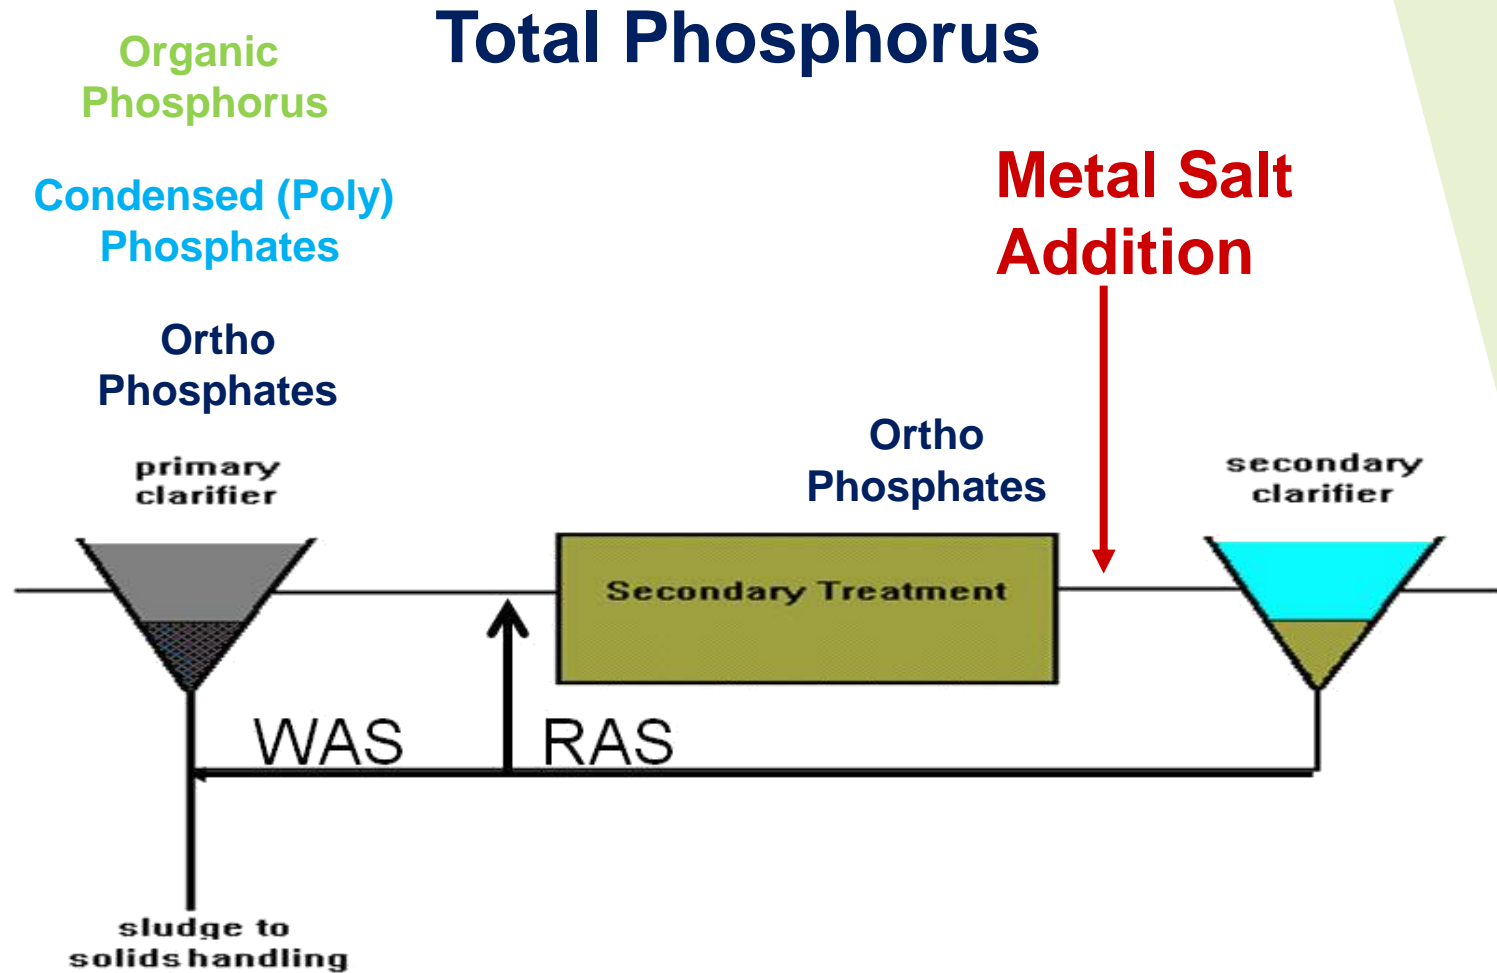 Total Phosphorus
Organic
Phosphorus
Condensed (Poly)
Phosphates
Ortho
Phosphates
Metal Salt
Addition
Ortho
Phosphates
primary
clarifier
secondary
clarifier
Secondary Treatment
WAS
RAS
sludge to
solids handling